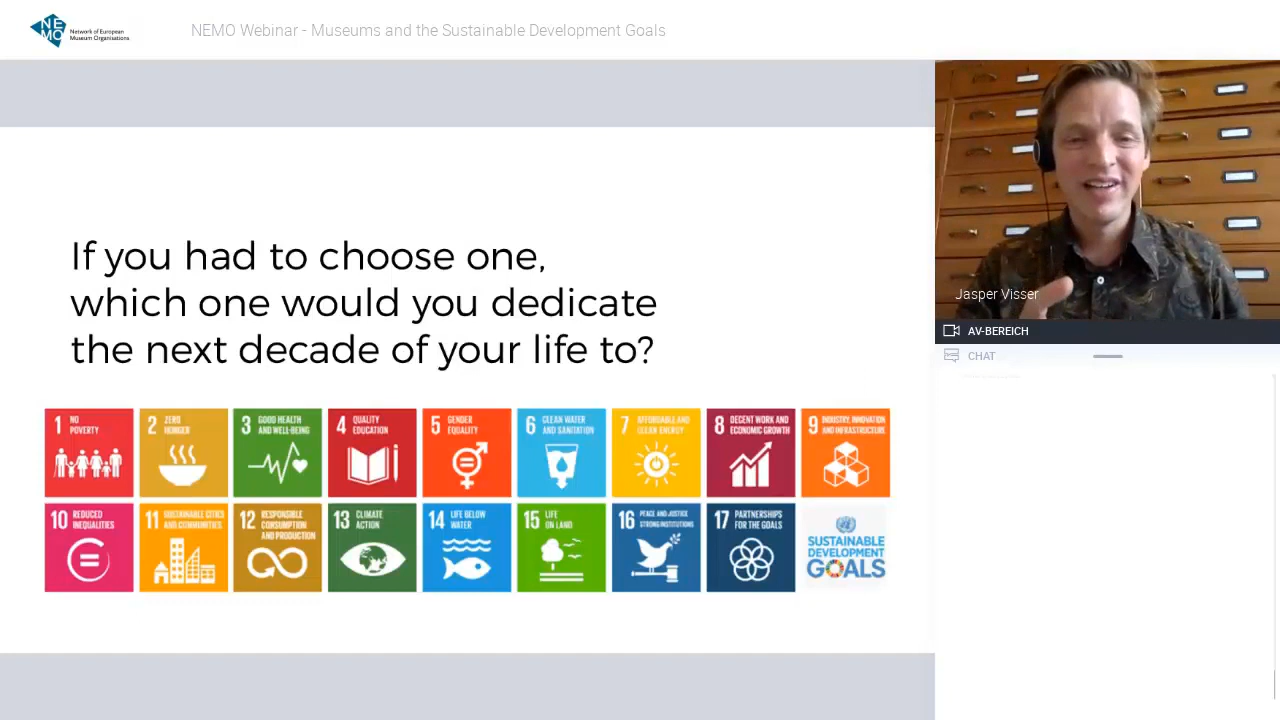 NE
MO
Network of European
Museum Organisations
NEMO Webinar - Museums and the Sustainable Development Goals
If you had to choose one,
which one would you dedicate
the next decade of your life to?
1 NO
POVERTY
2 ZERO
HUNGER
3 GOOD HEALTH
AND WELL-BEING
4 QUALITY
EDUCATION
5 GENDER
EQUALITY
6 CLEAN WATER
AND SANITATION
7 AFFORDABLE AND
CLEAN ENERGY
8 DECENT WORK AND
ECONOMIC GROWTH
9 INDUSTRY, INNOVATION
AND INFRASTRUCTURE
10 REDUCED
INEQUALITIES
11 SUSTAINABLE CITIES
AND COMMUNITIES
12 RESPONSIBLE
CONSUMPTION
AND PRODUCTION
13 CLIMATE
ACTION
14 LIFE BELOW
WATER
15 LIFE
ON LAND
16 PEACE AND JUSTICE
STRONG INSTITUTIONS
17 PARTNERSHIPS
FOR THE GOALS
SUSTAINABLE
DEVELOPMENT
GOALS
Jasper Visser
AV-BEREICH
CHAT